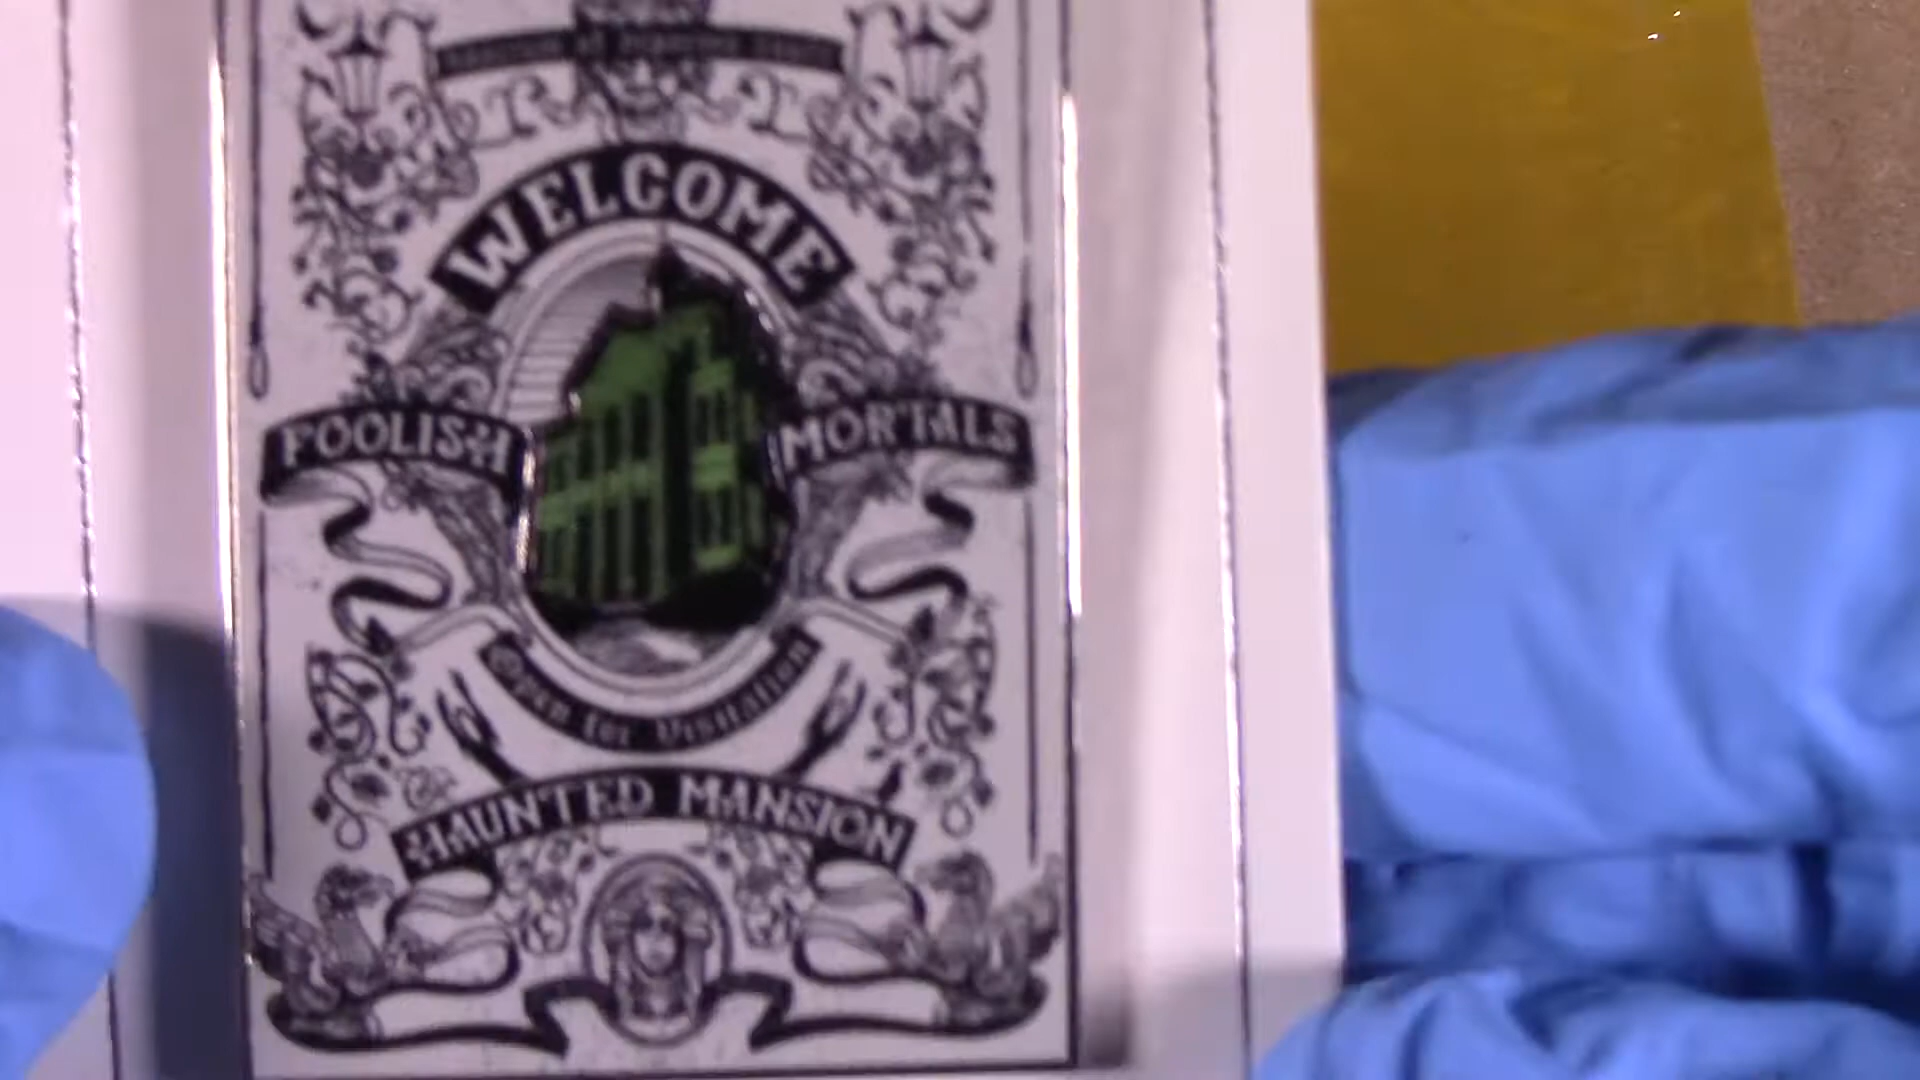 WELCOME
FOOLISH MORTALS
Open for Visitation
HAUNTED MANSION